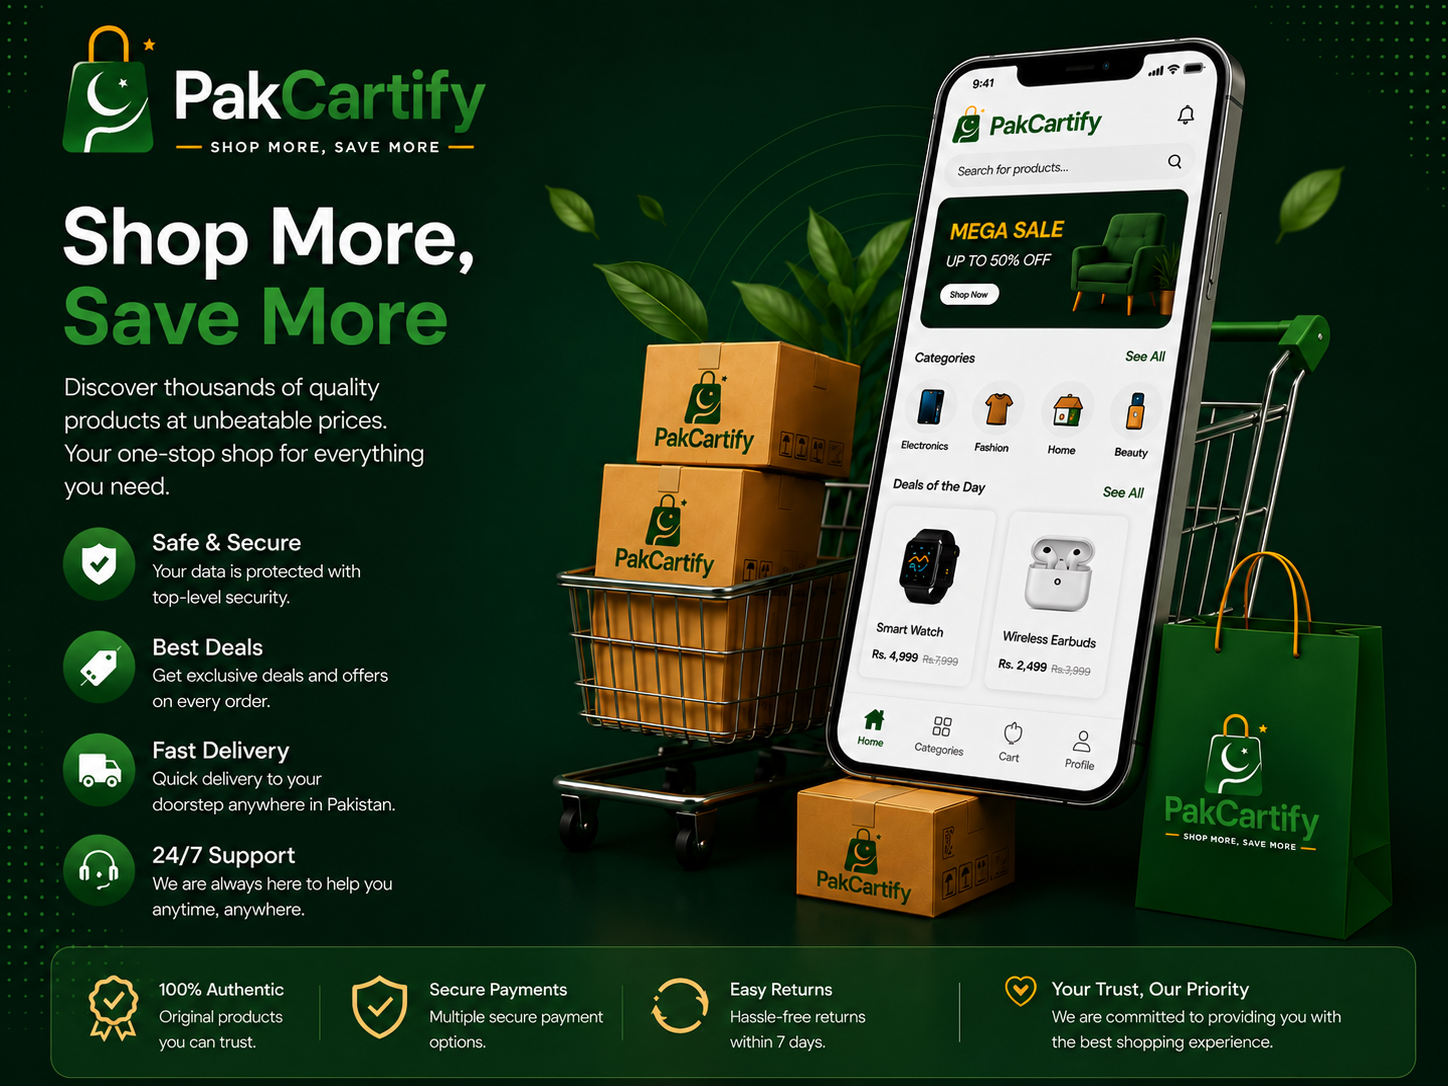 PakCartify
SHOP MORE, SAVE MORE
Shop More,
Save More
Discover thousands of quality
products at unbeatable prices.
Your one-stop shop for everything
you need.
Safe & Secure
Your data is protected with
top-level security.
Best Deals
Get exclusive deals and offers
on every order.
Fast Delivery
Quick delivery to your
doorstep anywhere in Pakistan.
24/7 Support
We are always here to help you
anytime, anywhere.
PakCartify
PakCartify
PakCartify
9:41
PakCartify
Search for products...
MEGA SALE
UP TO 50% OFF
Shop Now
Categories
See All
Electronics
Fashion
Home
Beauty
Deals of the Day
See All
Smart Watch
Rs. 4,999 Rs.7,999
Wireless Earbuds
Rs. 2,499 Rs.3,999
Home
Categories
Cart
Profile
PakCartify
SHOP MORE, SAVE MORE
100% Authentic
Original products
you can trust.
Secure Payments
Multiple secure payment
options.
Easy Returns
Hassle-free returns
within 7 days.
Your Trust, Our Priority
We are committed to providing you with
the best shopping experience.